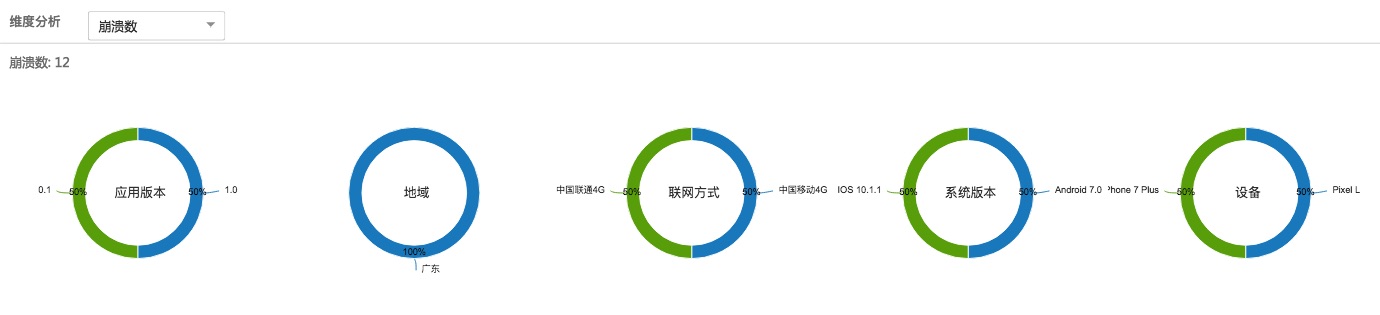 维度分析
崩溃数
崩溃数: 12
0.1
50%
应用版本
50%
1.0
地域
100%
广东
中国联通4G
50%
联网方式
50%
中国移动4G
IOS 10.1.1
50%
系统版本
50%
Android 7.0
Phone 7 Plus
50%
设备
50%
Pixel L